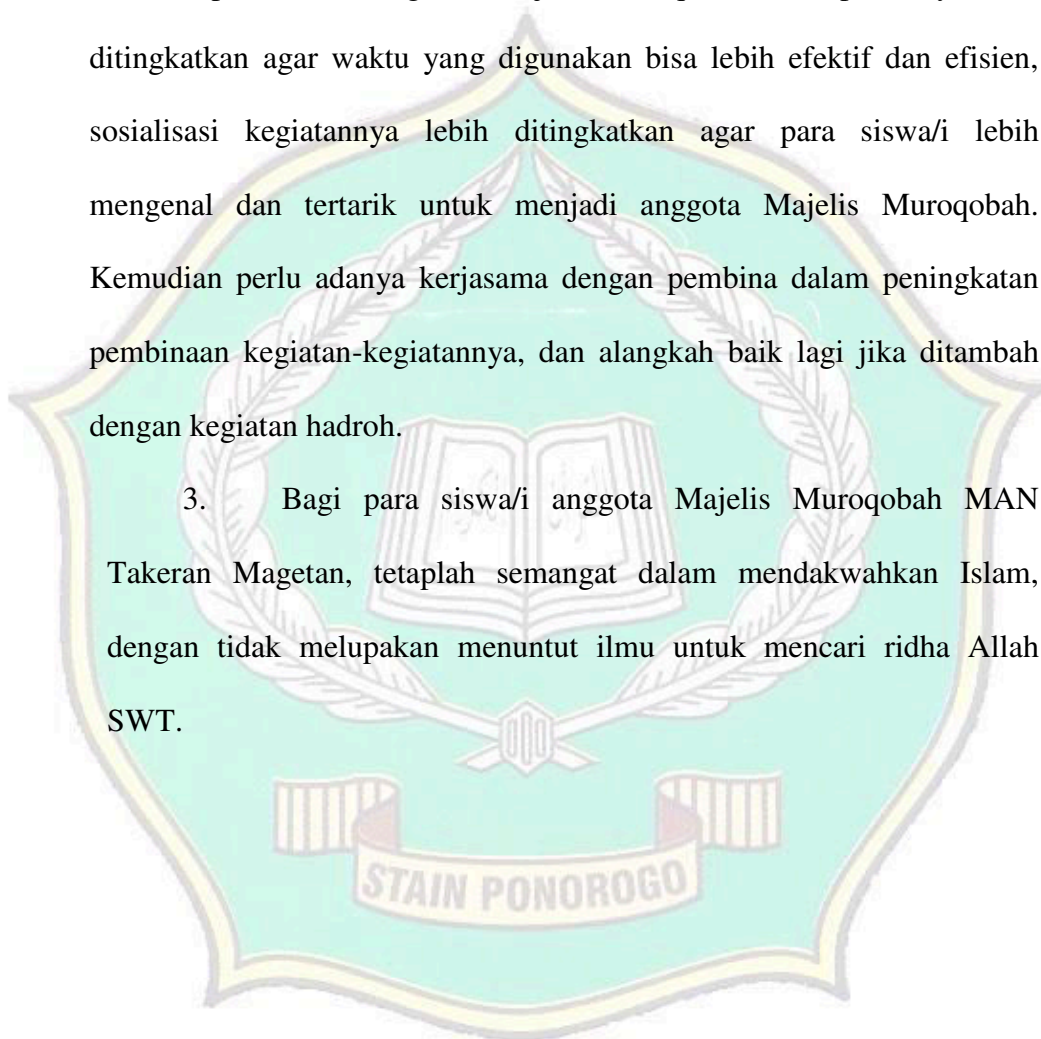 ditingkatkan agar waktu yang digunakan bisa lebih efektif dan efisien,
sosialisasi kegiatannya lebih ditingkatkan agar para siswa/i lebih
mengenal dan tertarik untuk menjadi anggota Majelis Muroqobah.
Kemudian perlu adanya kerjasama dengan pembina dalam peningkatan
pembinaan kegiatan-kegiatannya, dan alangkah baik lagi jika ditambah
dengan kegiatan hadroh.
3. Bagi para siswa/i anggota Majelis Muroqobah MAN
Takeran Magetan, tetaplah semangat dalam mendakwahkan Islam,
dengan tidak melupakan menuntut ilmu untuk mencari ridha Allah
SWT.
STAIN PONOROGO